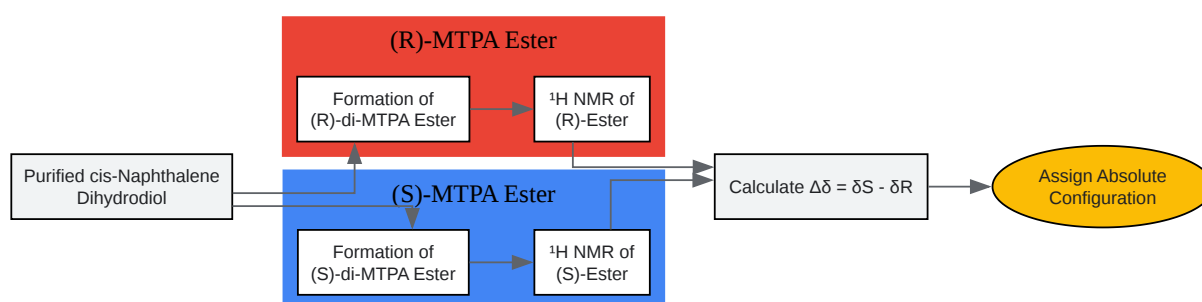 (R)-MTPA Ester
Formation of
(R)-di-MTPA Ester
¹H NMR of
(R)-Ester
Purified cis-Naphthalene
Dihydrodiol
(S)-MTPA Ester
Formation of
(S)-di-MTPA Ester
¹H NMR of
(S)-Ester
Calculate Δδ = δS - δR
Assign Absolute
Configuration